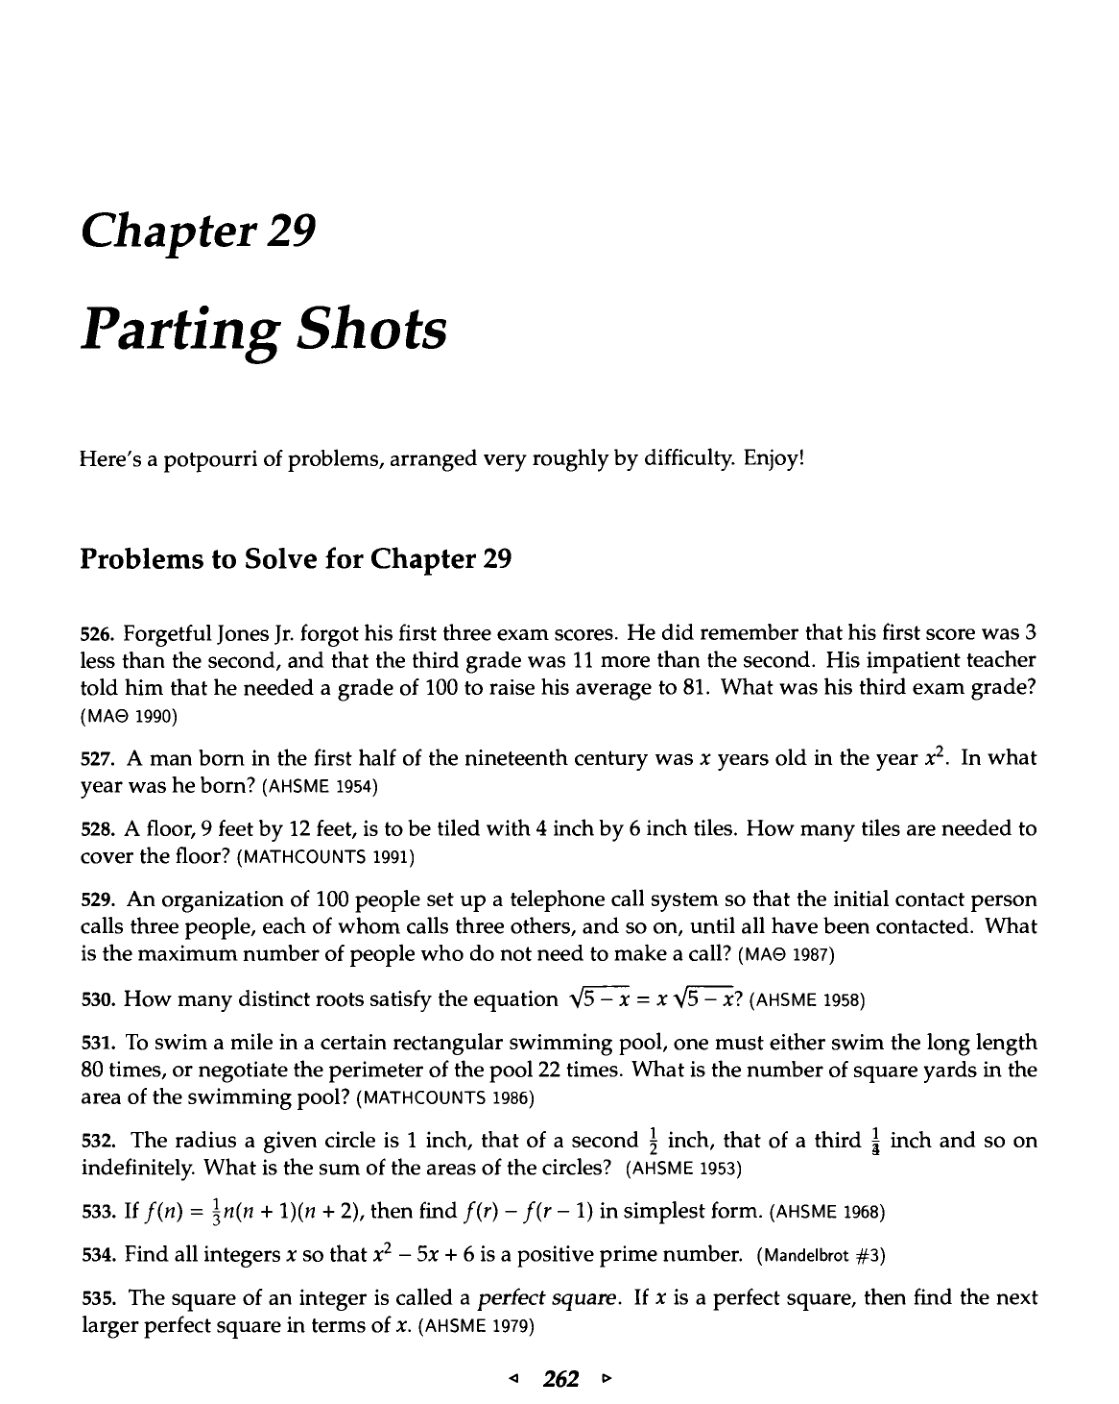 Chapter 29
Parting Shots
Here's a potpourri of problems, arranged very roughly by difficulty. Enjoy!
Problems to Solve for Chapter 29
526. Forgetful Jones Jr. forgot his first three exam scores. He did remember that his first score was 3
less than the second, and that the third grade was 11 more than the second. His impatient teacher
told him that he needed a grade of 100 to raise his average to 81. What was his third exam grade?
(MAΘ 1990)
527. A man born in the first half of the nineteenth century was x years old in the year x². In what
year was he born? (AHSME 1954)
528. A floor, 9 feet by 12 feet, is to be tiled with 4 inch by 6 inch tiles. How many tiles are needed to
cover the floor? (MATHCOUNTS 1991)
529. An organization of 100 people set up a telephone call system so that the initial contact person
calls three people, each of whom calls three others, and so on, until all have been contacted. What
is the maximum number of people who do not need to make a call? (MAΘ 1987)
530. How many distinct roots satisfy the equation √(5 − x) = x √(5 − x)? (AHSME 1958)
531. To swim a mile in a certain rectangular swimming pool, one must either swim the long length
80 times, or negotiate the perimeter of the pool 22 times. What is the number of square yards in the
area of the swimming pool? (MATHCOUNTS 1986)
532. The radius a given circle is 1 inch, that of a second 1/2 inch, that of a third 1/4 inch and so on
indefinitely. What is the sum of the areas of the circles? (AHSME 1953)
533. If f(n) = 1/3 n(n + 1)(n + 2), then find f(r) − f(r − 1) in simplest form. (AHSME 1968)
534. Find all integers x so that x² − 5x + 6 is a positive prime number. (Mandelbrot #3)
535. The square of an integer is called a perfect square. If x is a perfect square, then find the next
larger perfect square in terms of x. (AHSME 1979)
◁ 262 ▷